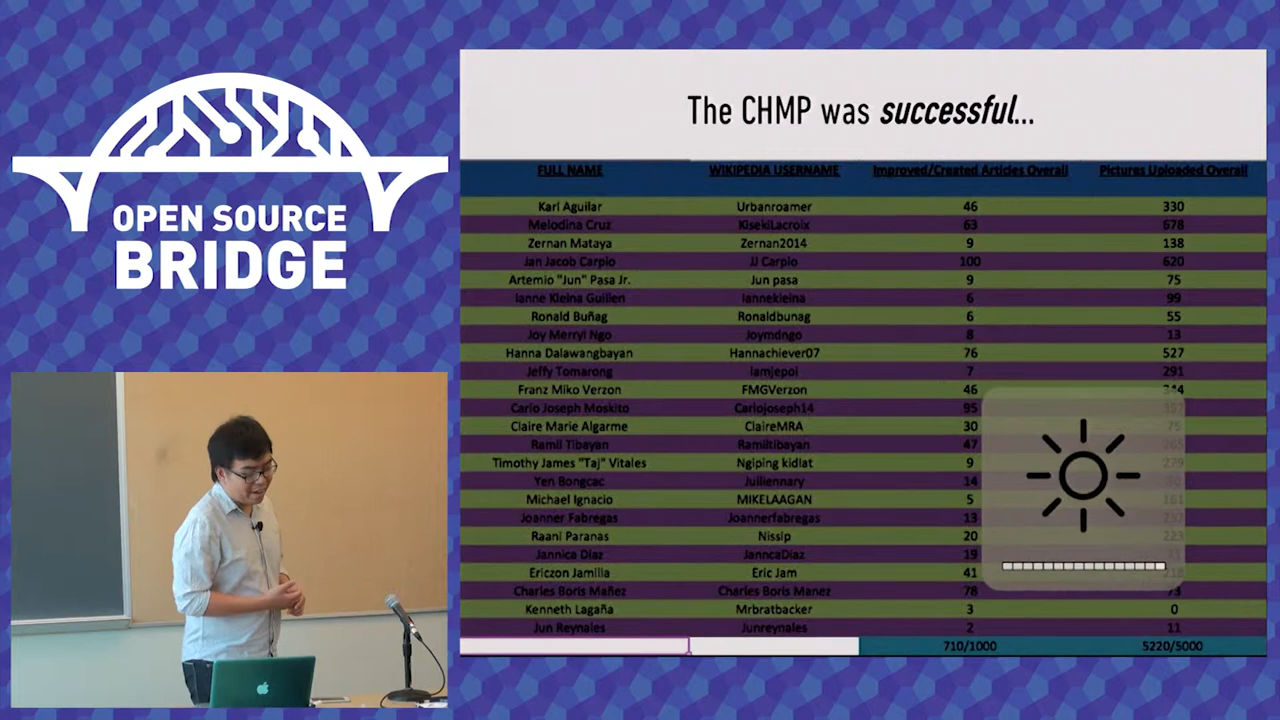 OPEN SOURCE
BRIDGE
The CHMP was successful...
FULL NAME WIKIPEDIA USERNAME Improved/Created Articles Overall Pictures Uploaded Overall
Karl Aguilar Urbanroamer 46 330
Melodina Cruz KisekiLacroix 63 678
Zernan Mataya Zernan2014 9 138
Jan Jacob Carpio JJ Carpio 100 620
Artemio "Jun" Pasa Jr. Jun pasa 9 75
Ianne Kleina Guillen Iannekleina 6 99
Ronald Buñag Ronaldbunag 6 55
Joy Merryl Ngo Joymdngo 8 13
Hanna Dalawangbayan Hannachiever07 76 527
Jeffy Tomarong Iamjepoi 7 291
Franz Miko Verzon FMGVerzon 46
Carlo Joseph Moskito Carlojoseph14 95
Claire Marie Algarme ClaireMRA 30 75
Ramil Tibayan Ramiltibayan 47
Timothy James "Taj" Vitales Ngiping kidlat 9
Yen Bongcac Juiliennary 14
Michael Ignacio MIKELAAGAN 5
Joanner Fabregas Joannerfabregas 13
Raani Paranas Nissip 20
Jannica Diaz JanncaDiaz 19
Ericzon Jamilla Eric Jam 41
Charles Boris Mañez Charles Boris Manez 78 73
Kenneth Lagaña Mrbratbacker 3 0
Jun Reynales Junreynales 2 11
710/1000 5220/5000